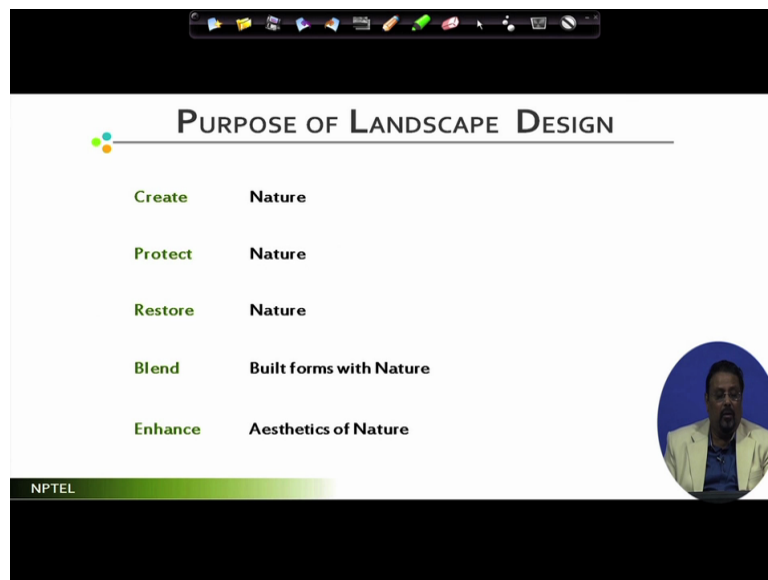 PURPOSE OF LANDSCAPE DESIGN
Create Nature
Protect Nature
Restore Nature
Blend Built forms with Nature
Enhance Aesthetics of Nature
NPTEL